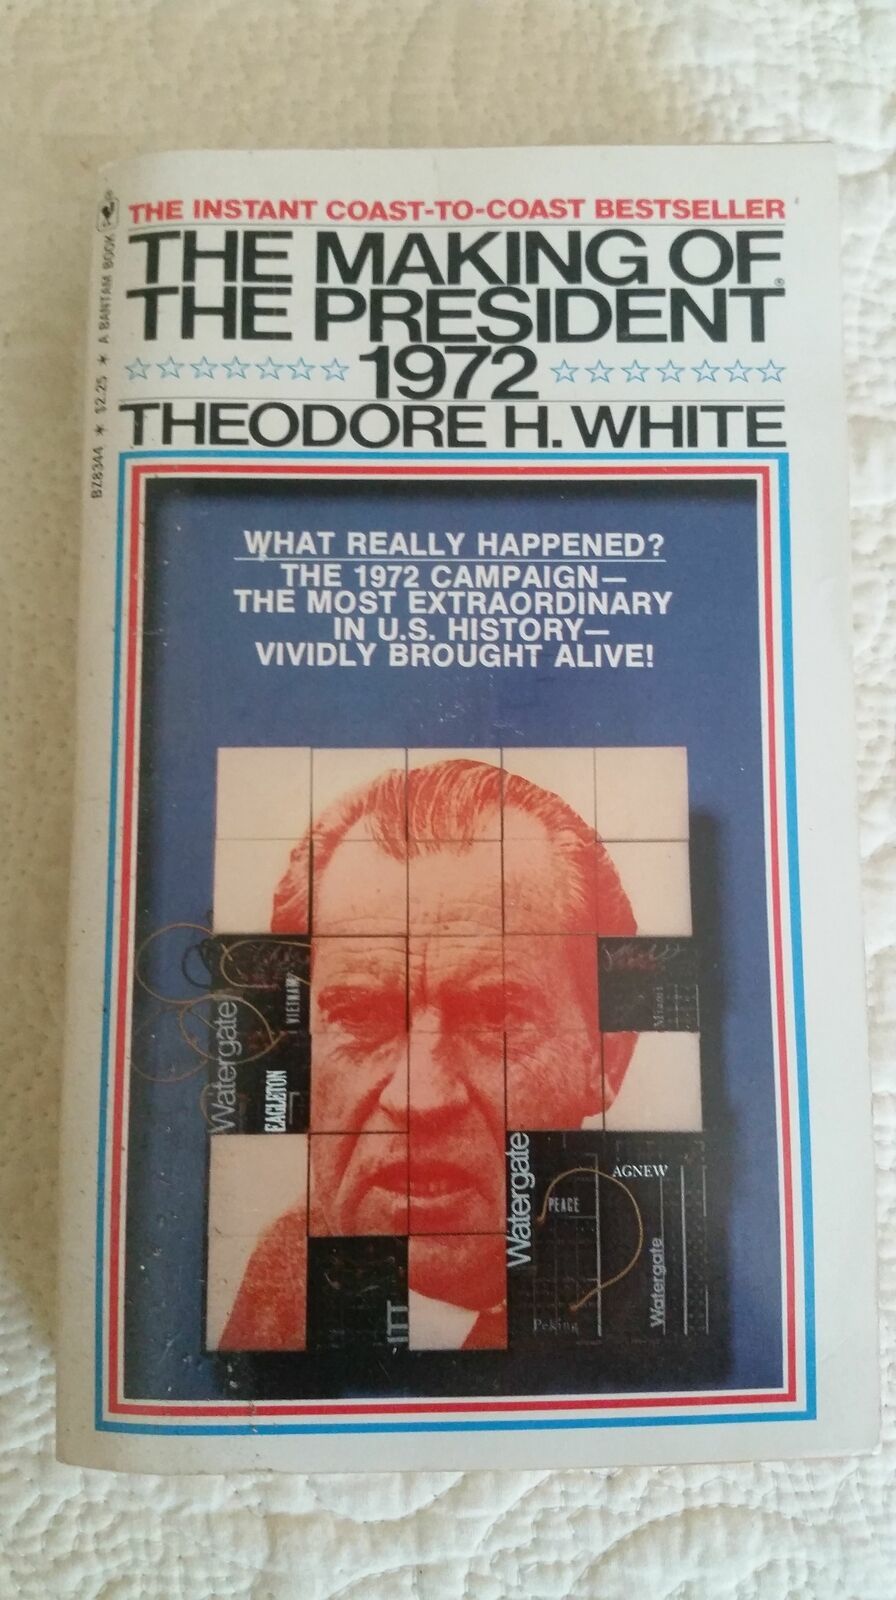 THE INSTANT COAST-TO-COAST BESTSELLER
THE MAKING OF
THE PRESIDENT®
1972
THEODORE H. WHITE
BZ8344 * $2.25 * A BANTAM BOOK
WHAT REALLY HAPPENED?
THE 1972 CAMPAIGN—
THE MOST EXTRAORDINARY
IN U.S. HISTORY—
VIVIDLY BROUGHT ALIVE!
Watergate
VIETNAM
EAGLETON
Miami
Watergate
PEACE
AGNEW
Watergate
Peking
ITT